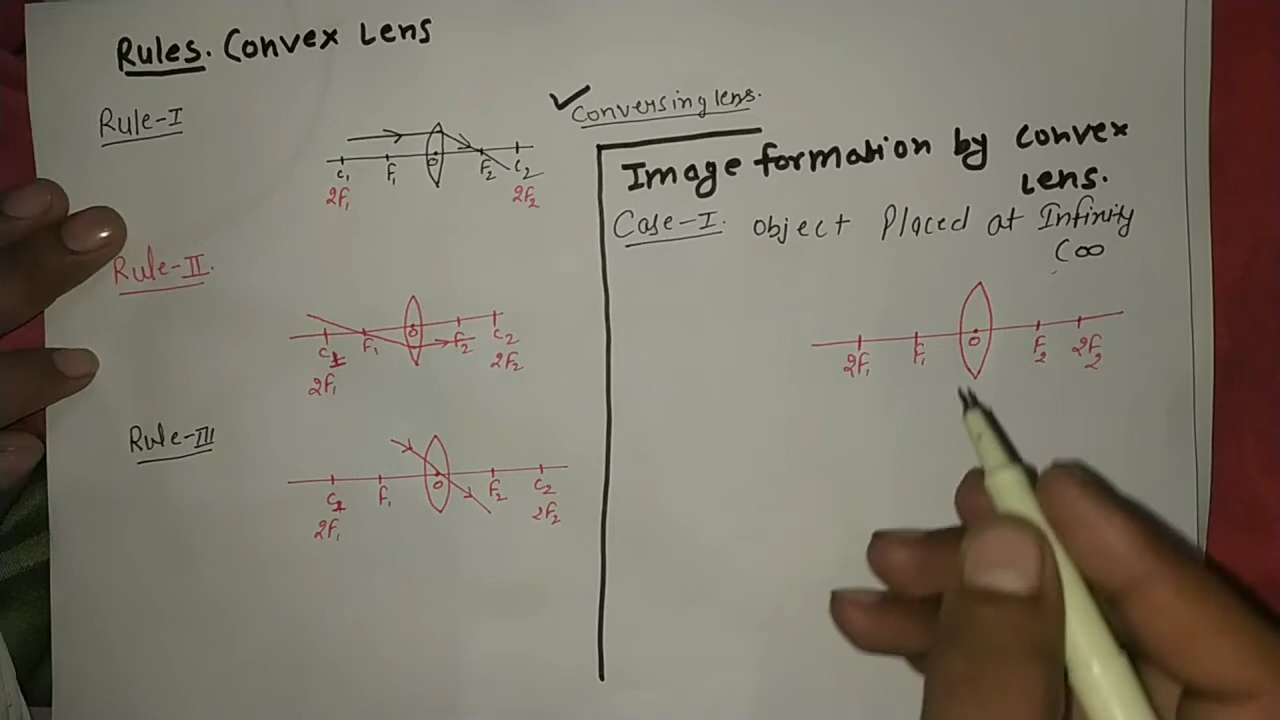 Rules. Convex Lens
Rule-I
C₁ F₁ O F₂ C₂
2F₁ 2F₂
Rule-II.
C₁ F₁ O F₂ C₂
2F₁ 2F₂
Rule-III
C₁ F₁ O F₂ C₂
2F₁ 2F₂
✓Conversing lens.
Image formation by convex
lens.
Case-I. object Placed at Infinity
(∞
2F₁ F₁ O F₂ 2F₂